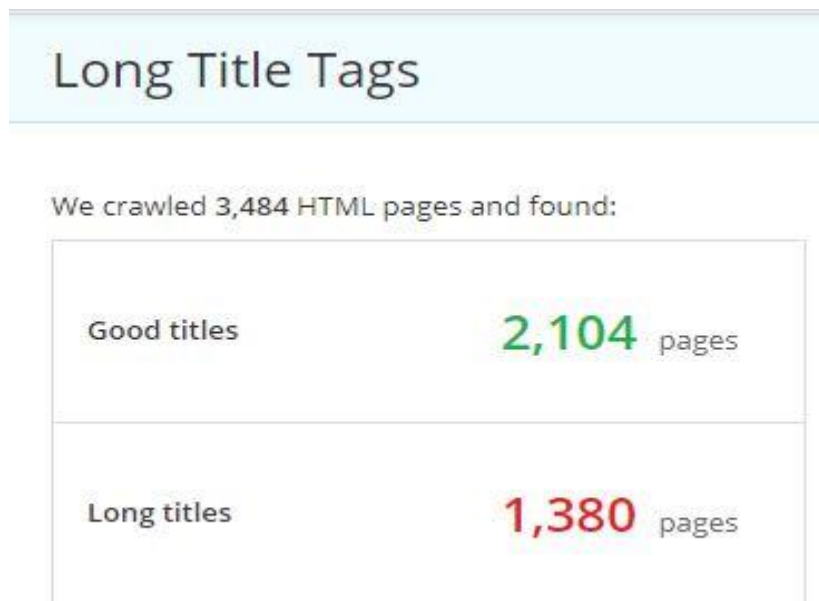 Long Title Tags
We crawled 3,484 HTML pages and found:
Good titles 2,104 pages
Long titles 1,380 pages